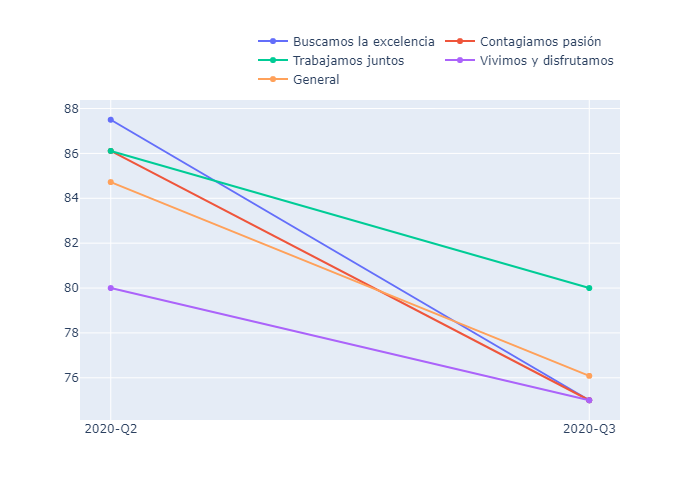 Buscamos la excelencia Contagiamos pasión
Trabajamos juntos Vivimos y disfrutamos
General
88
86
84
82
80
78
76
2020-Q2 2020-Q3